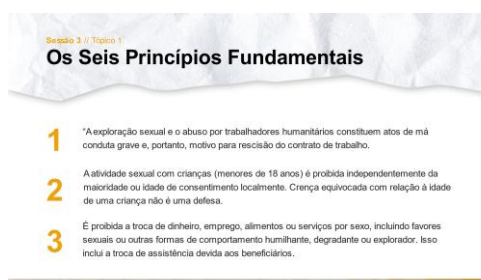 Sessão 3 // Tópico 1
Os Seis Princípios Fundamentais
1
"A exploração sexual e o abuso por trabalhadores humanitários constituem atos de má
conduta grave e, portanto, motivo para rescisão do contrato de trabalho.
2
A atividade sexual com crianças (menores de 18 anos) é proibida independentemente da
maioridade ou idade de consentimento localmente. Crença equivocada com relação à idade
de uma criança não é uma defesa.
3
É proibida a troca de dinheiro, emprego, alimentos ou serviços por sexo, incluindo favores
sexuais ou outras formas de comportamento humilhante, degradante ou explorador. Isso
inclui a troca de assistência devida aos beneficiários.